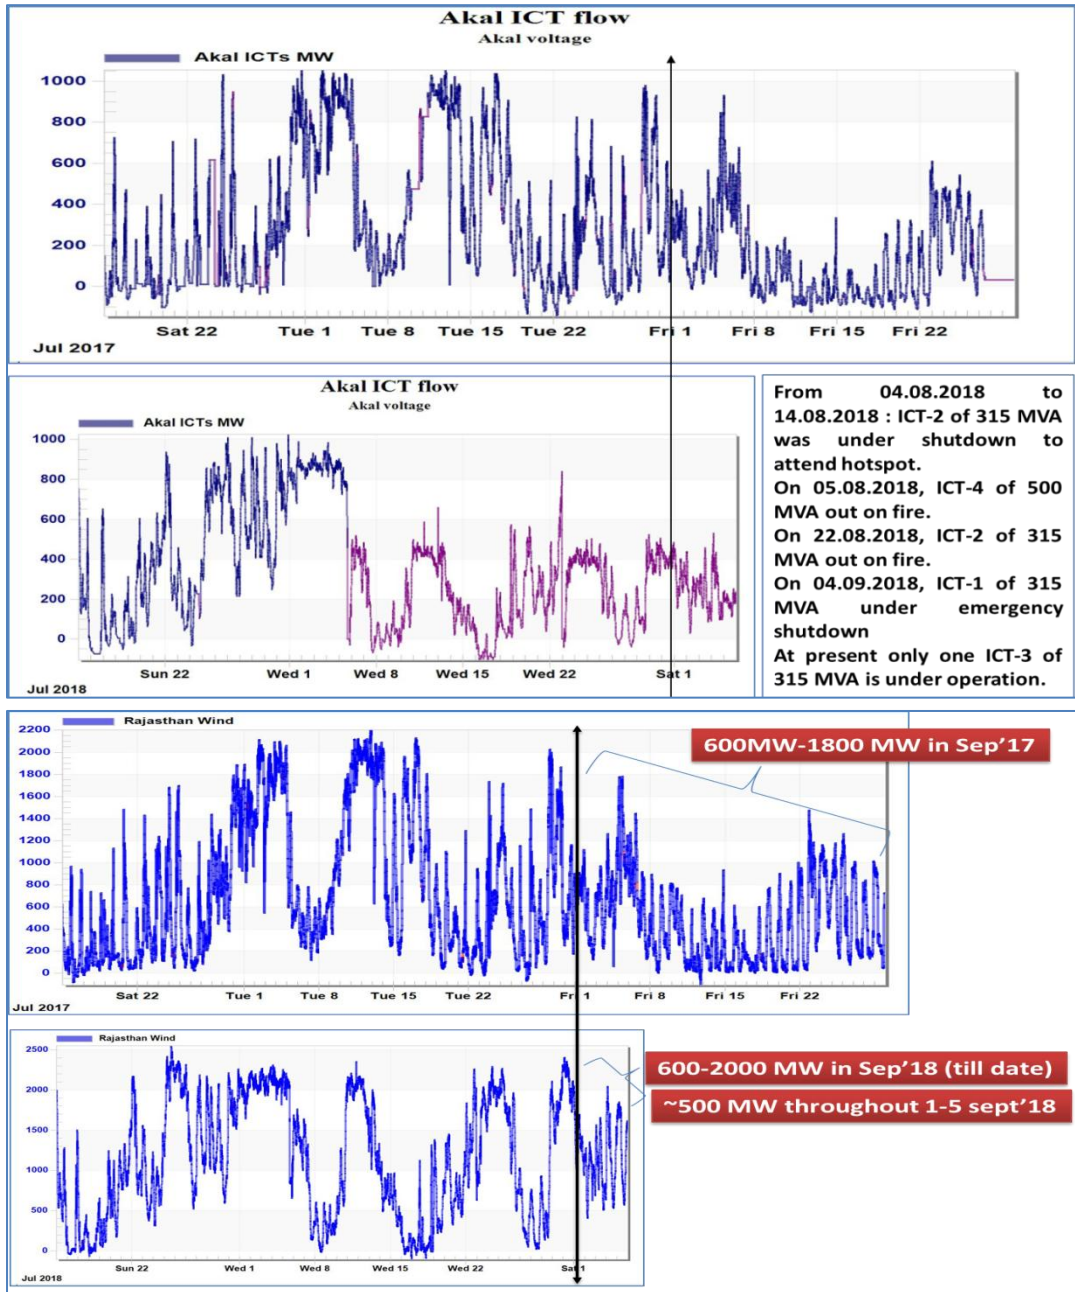 Akal ICT flow
Akal voltage
Akal ICTs MW
1000
800
600
400
200
0
Sat 22 Tue 1 Tue 8 Tue 15 Tue 22 Fri 1 Fri 8 Fri 15 Fri 22
Jul 2017
Akal ICT flow
Akal voltage
Akal ICTs MW
1000
800
600
400
200
0
Sun 22 Wed 1 Wed 8 Wed 15 Wed 22 Sat 1
Jul 2018
From 04.08.2018 to
14.08.2018 : ICT-2 of 315 MVA
was under shutdown to
attend hotspot.
On 05.08.2018, ICT-4 of 500
MVA out on fire.
On 22.08.2018, ICT-2 of 315
MVA out on fire.
On 04.09.2018, ICT-1 of 315
MVA under emergency
shutdown
At present only one ICT-3 of
315 MVA is under operation.
Rajasthan Wind
2200
2000
1800
1600
1400
1200
1000
800
600
400
200
0
Sat 22 Tue 1 Tue 8 Tue 15 Tue 22 Fri 1 Fri 8 Fri 15 Fri 22
Jul 2017
600MW-1800 MW in Sep'17
Rajasthan Wind
2500
2000
1500
1000
500
0
Sun 22 Wed 1 Wed 8 Wed 15 Wed 22 Sat 1
Jul 2018
600-2000 MW in Sep'18 (till date)
~500 MW throughout 1-5 sept'18